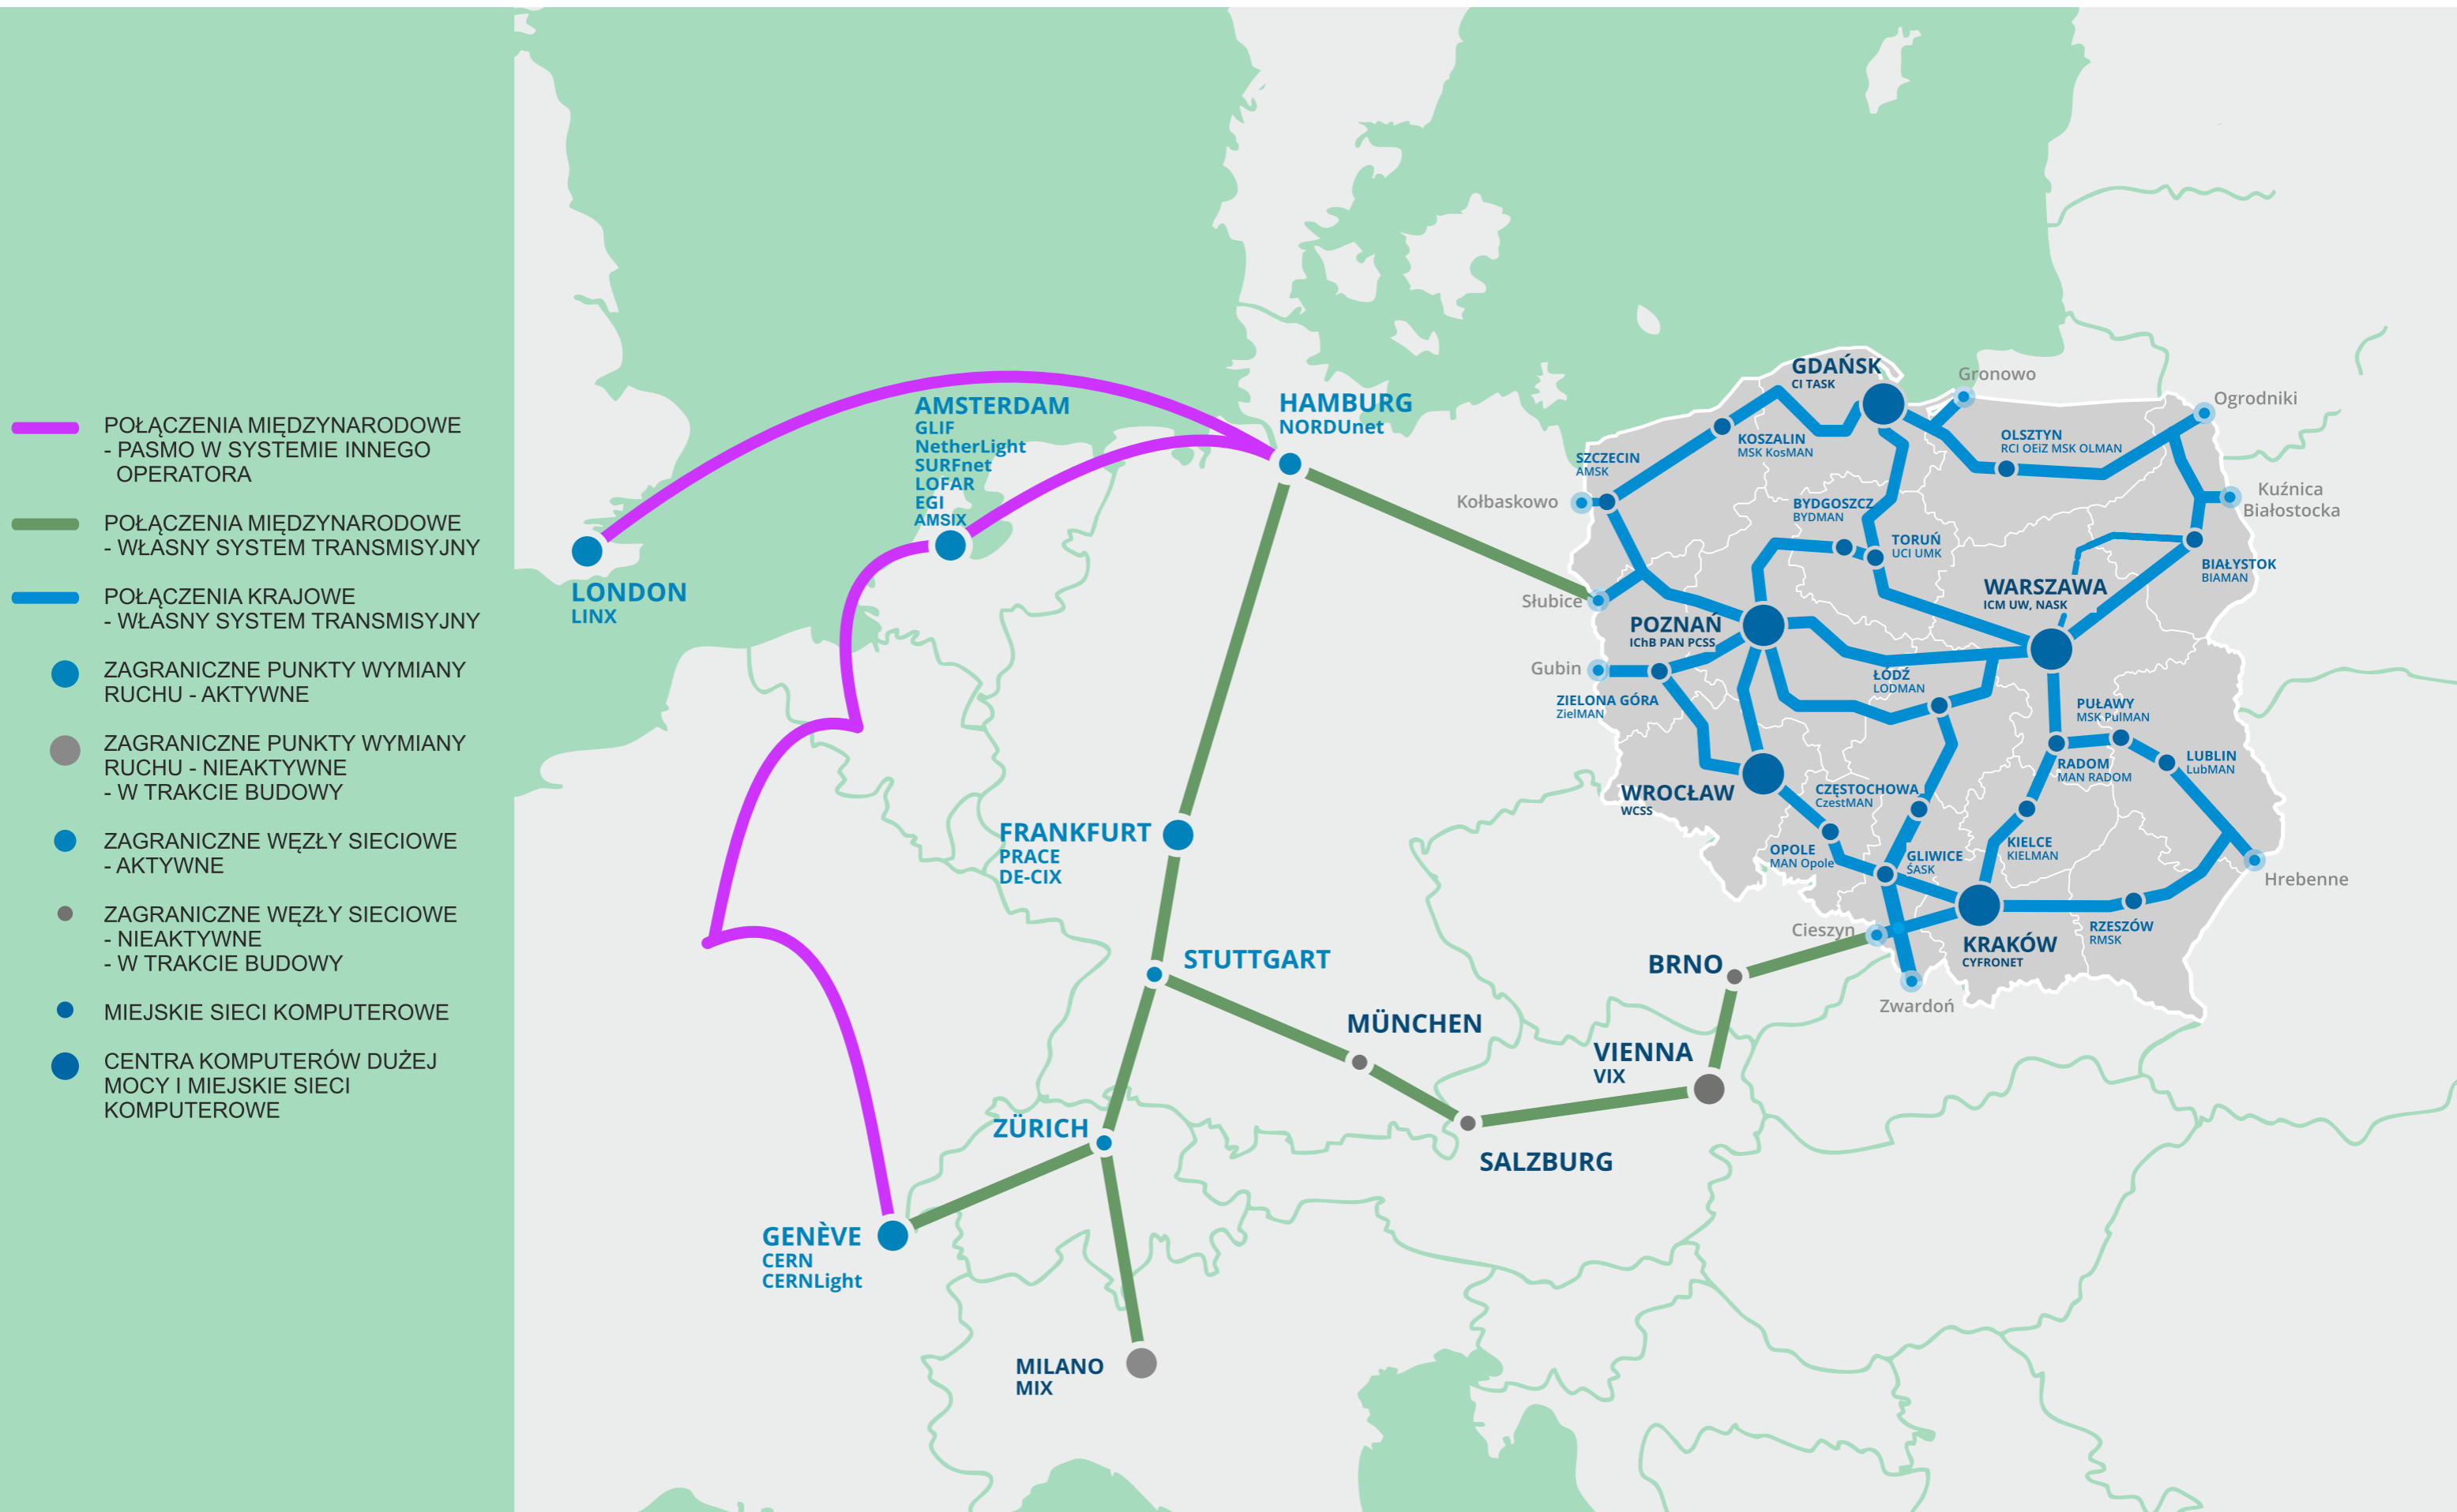 POŁĄCZENIA MIĘDZYNARODOWE
- PASMO W SYSTEMIE INNEGO
OPERATORA
POŁĄCZENIA MIĘDZYNARODOWE
- WŁASNY SYSTEM TRANSMISYJNY
POŁĄCZENIA KRAJOWE
- WŁASNY SYSTEM TRANSMISYJNY
ZAGRANICZNE PUNKTY WYMIANY
RUCHU - AKTYWNE
ZAGRANICZNE PUNKTY WYMIANY
RUCHU - NIEAKTYWNE
- W TRAKCIE BUDOWY
ZAGRANICZNE WĘZŁY SIECIOWE
- AKTYWNE
ZAGRANICZNE WĘZŁY SIECIOWE
- NIEAKTYWNE
- W TRAKCIE BUDOWY
MIEJSKIE SIECI KOMPUTEROWE
CENTRA KOMPUTERÓW DUŻEJ
MOCY I MIEJSKIE SIECI
KOMPUTEROWE
LONDON
LINX
AMSTERDAM
GLIF
NetherLight
SURFnet
LOFAR
EGI
AMSIX
HAMBURG
NORDUnet
FRANKFURT
PRACE
DE-CIX
STUTTGART
MÜNCHEN
SALZBURG
VIENNA
VIX
BRNO
ZÜRICH
GENÈVE
CERN
CERNLight
MILANO
MIX
GDAŃSK
CI TASK
Gronowo
Ogrodniki
KOSZALIN
MSK KosMAN
OLSZTYN
RCI OEiZ MSK OLMAN
SZCZECIN
AMSK
Kołbaskowo
Kuźnica
Białostocka
BYDGOSZCZ
BYDMAN
TORUŃ
UCI UMK
BIAŁYSTOK
BIAMAN
WARSZAWA
ICM UW, NASK
Słubice
POZNAŃ
IChB PAN PCSS
Gubin
ZIELONA GÓRA
ZielMAN
ŁÓDŹ
LODMAN
PUŁAWY
MSK PulMAN
LUBLIN
LubMAN
RADOM
MAN RADOM
WROCŁAW
WCSS
CZĘSTOCHOWA
CzestMAN
OPOLE
MAN Opole
GLIWICE
ŚASK
KIELCE
KIELMAN
Hrebenne
Cieszyn
KRAKÓW
CYFRONET
RZESZÓW
RMSK
Zwardoń